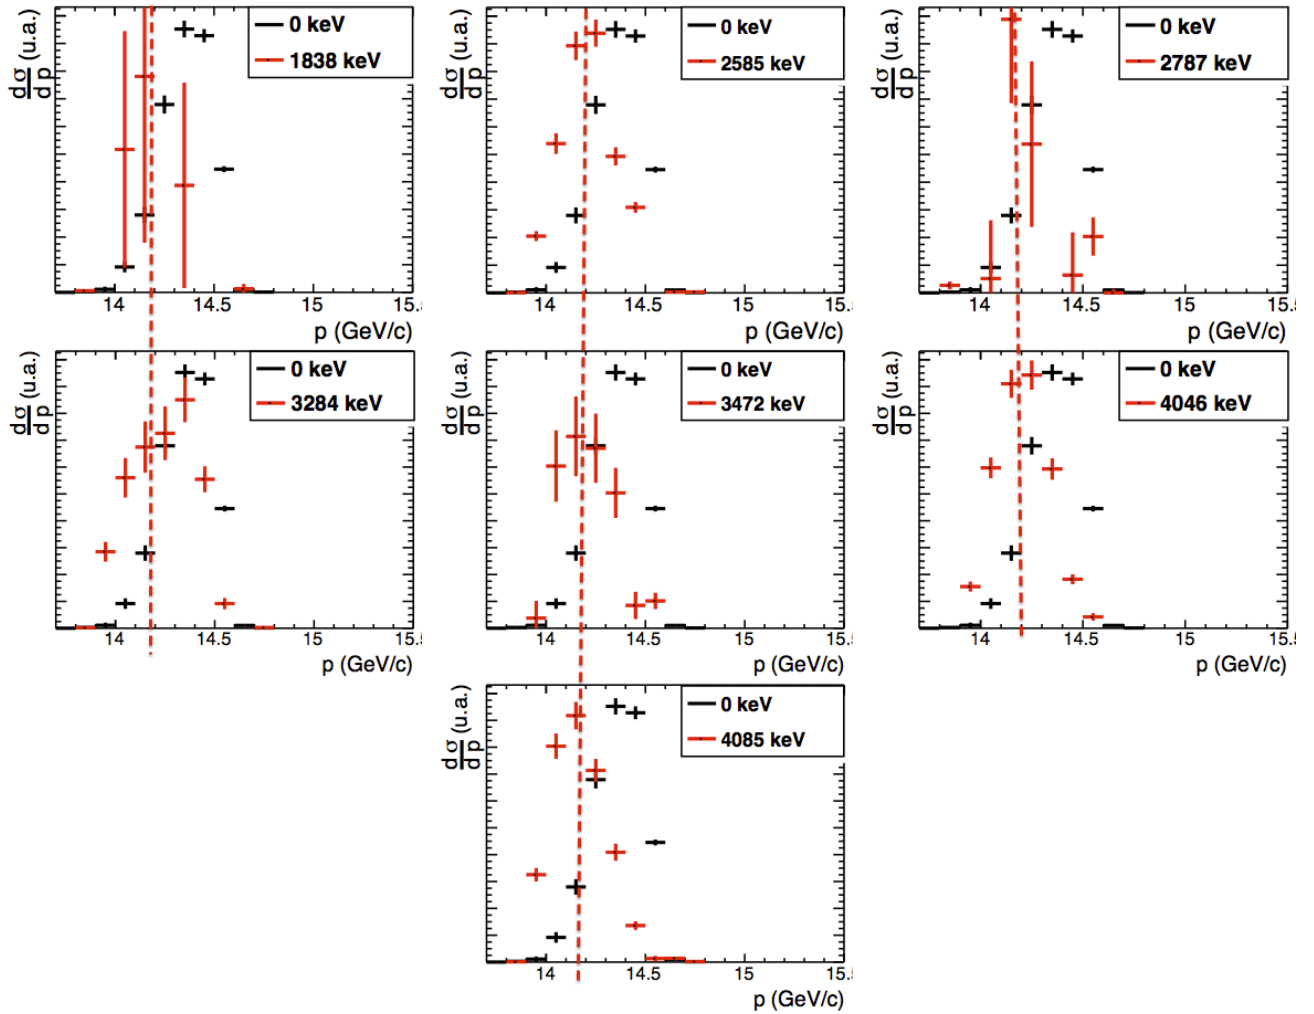 dσ/dp (u.a.)
0 keV
1838 keV
14 14.5 15 15.5
p (GeV/c)
dσ/dp (u.a.)
0 keV
2585 keV
14 14.5 15 15.5
p (GeV/c)
dσ/dp (u.a.)
0 keV
2787 keV
14 14.5 15 15.5
p (GeV/c)
dσ/dp (u.a.)
0 keV
3284 keV
14 14.5 15 15.5
p (GeV/c)
dσ/dp (u.a.)
0 keV
3472 keV
14 14.5 15 15.5
p (GeV/c)
dσ/dp (u.a.)
0 keV
4046 keV
14 14.5 15 15.5
p (GeV/c)
dσ/dp (u.a.)
0 keV
4085 keV
14 14.5 15 15.5
p (GeV/c)